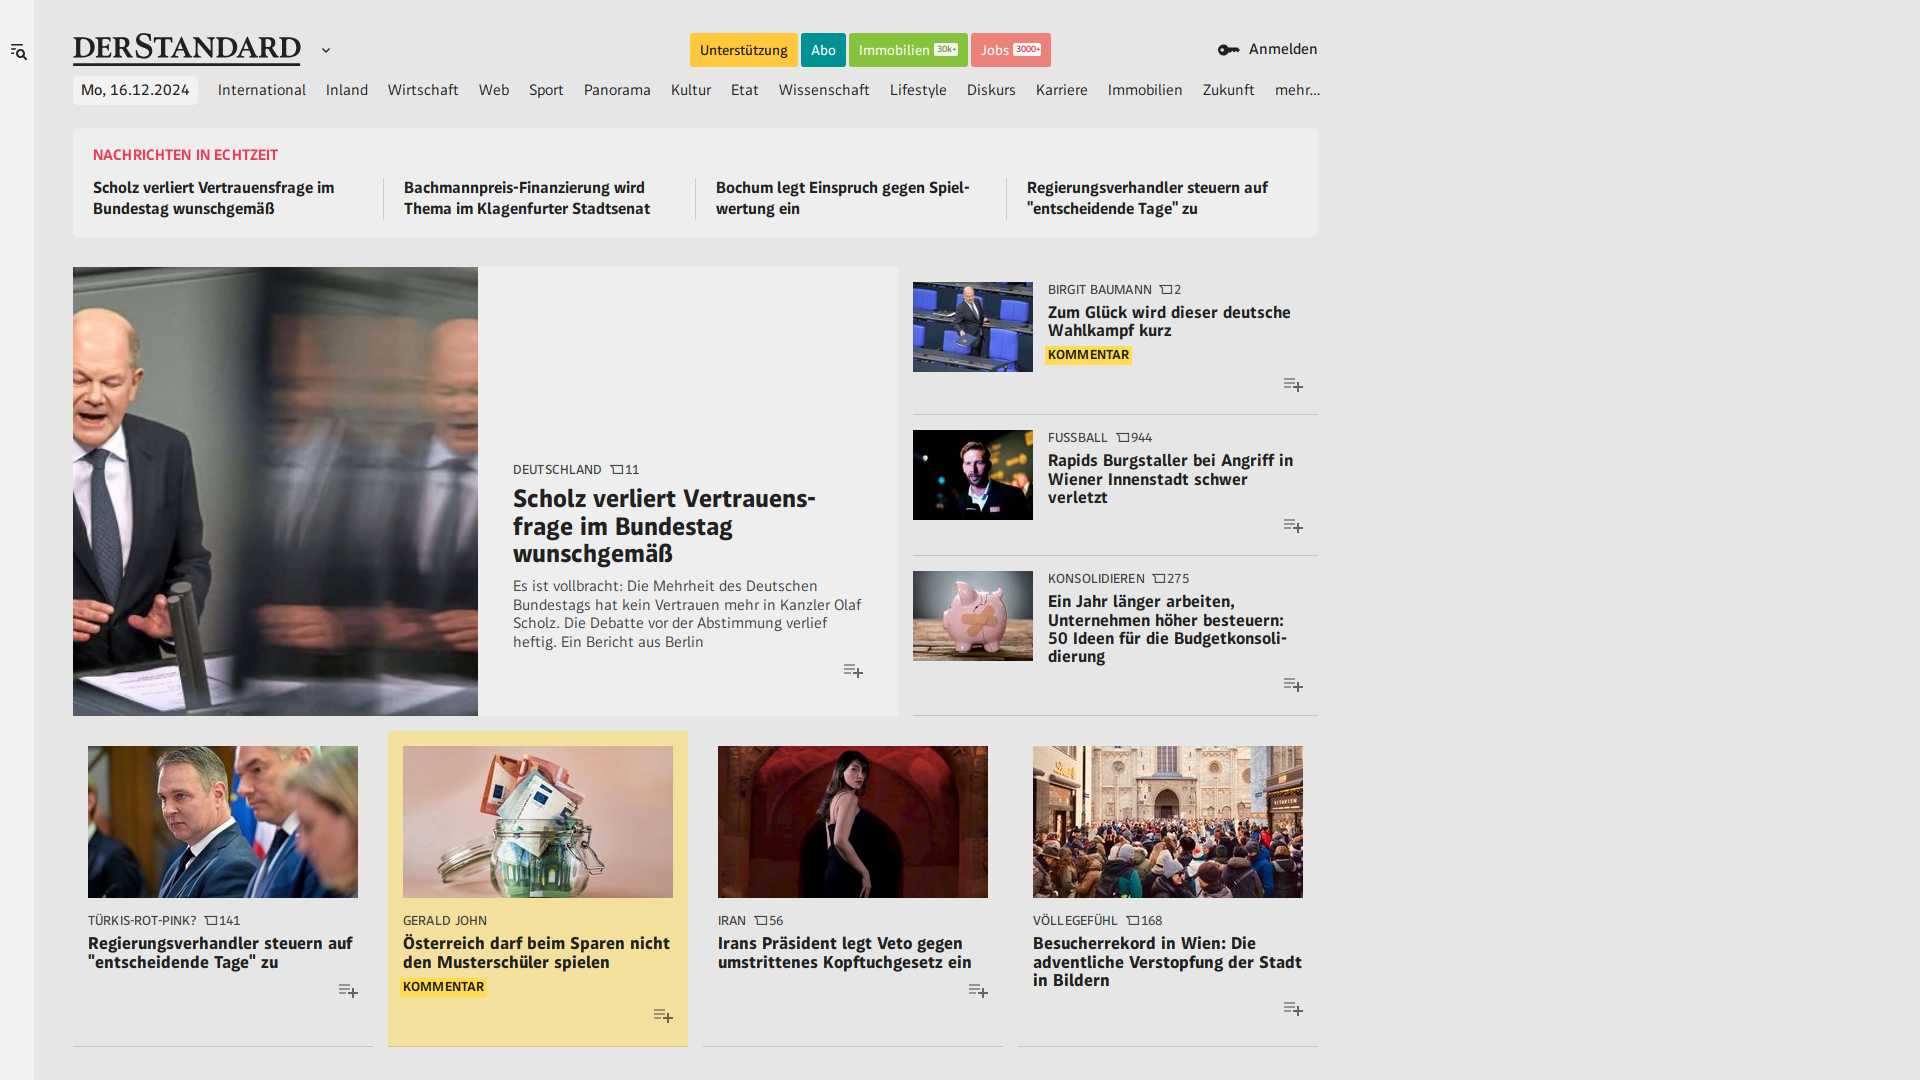 DERSTANDARD
Unterstützung
Abo
Immobilien 30k+
Jobs 3000+
Anmelden
Mo, 16.12.2024
International
Inland
Wirtschaft
Web
Sport
Panorama
Kultur
Etat
Wissenschaft
Lifestyle
Diskurs
Karriere
Immobilien
Zukunft
mehr...
NACHRICHTEN IN ECHTZEIT
Scholz verliert Vertrauensfrage im
Bundestag wunschgemäß
Bachmannpreis-Finanzierung wird
Thema im Klagenfurter Stadtsenat
Bochum legt Einspruch gegen Spiel-
wertung ein
Regierungsverhandler steuern auf
"entscheidende Tage" zu
DEUTSCHLAND 11
Scholz verliert Vertrauens-
frage im Bundestag
wunschgemäß
Es ist vollbracht: Die Mehrheit des Deutschen
Bundestags hat kein Vertrauen mehr in Kanzler Olaf
Scholz. Die Debatte vor der Abstimmung verlief
heftig. Ein Bericht aus Berlin
BIRGIT BAUMANN 2
Zum Glück wird dieser deutsche
Wahlkampf kurz
KOMMENTAR
FUSSBALL 944
Rapids Burgstaller bei Angriff in
Wiener Innenstadt schwer
verletzt
KONSOLIDIEREN 275
Ein Jahr länger arbeiten,
Unternehmen höher besteuern:
50 Ideen für die Budgetkonsoli-
dierung
TÜRKIS-ROT-PINK? 141
Regierungsverhandler steuern auf
"entscheidende Tage" zu
GERALD JOHN
Österreich darf beim Sparen nicht
den Musterschüler spielen
KOMMENTAR
IRAN 56
Irans Präsident legt Veto gegen
umstrittenes Kopftuchgesetz ein
VÖLLEGEFÜHL 168
Besucherrekord in Wien: Die
adventliche Verstopfung der Stadt
in Bildern